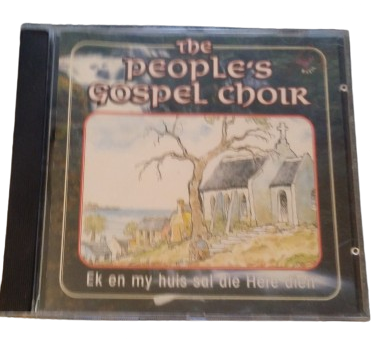 The
People's
Gospel Choir
Ek en my huis sal die Here dien